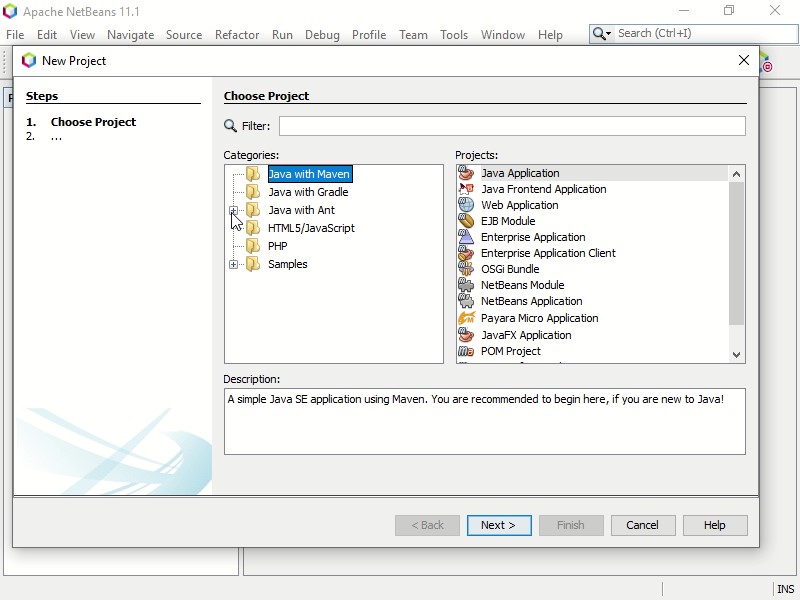 Apache NetBeans 11.1
File Edit View Navigate Source Refactor Run Debug Profile Team Tools Window Help
Search (Ctrl+I)
New Project
Steps
1. Choose Project
2. ...
Choose Project
Filter:
Categories:
Java with Maven
Java with Gradle
Java with Ant
HTML5/JavaScript
PHP
Samples
Projects:
Java Application
Java Frontend Application
Web Application
EJB Module
Enterprise Application
Enterprise Application Client
OSGi Bundle
NetBeans Module
NetBeans Application
Payara Micro Application
JavaFX Application
POM Project
Description:
A simple Java SE application using Maven. You are recommended to begin here, if you are new to Java!
< Back Next > Finish Cancel Help
INS